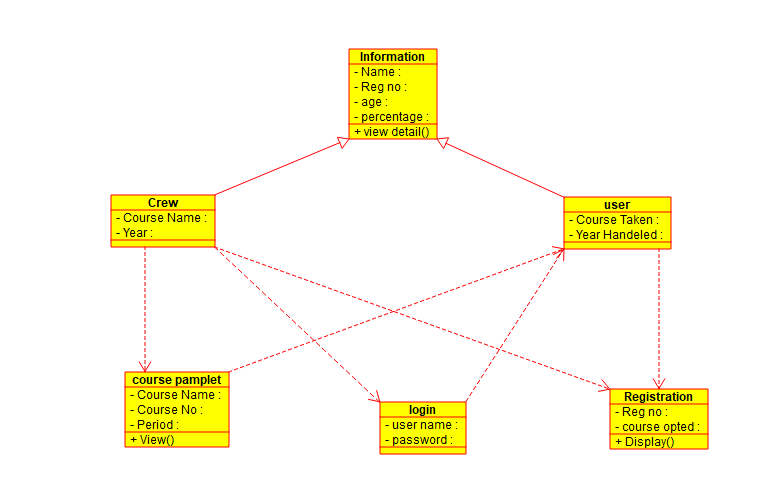 Information
- Name :
- Reg no :
- age :
- percentage :
+ view detail()
Crew
- Course Name :
- Year :
user
- Course Taken :
- Year Handeled :
course pamplet
- Course Name :
- Course No :
- Period :
+ View()
login
- user name :
- password :
Registration
- Reg no :
- course opted :
+ Display()